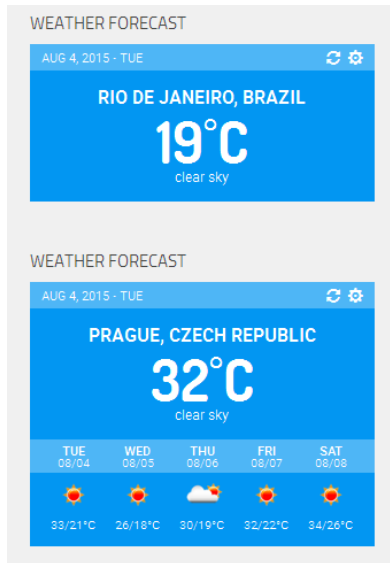 WEATHER FORECAST
AUG 4, 2015 - TUE
RIO DE JANEIRO, BRAZIL
19°C
clear sky
WEATHER FORECAST
AUG 4, 2015 - TUE
PRAGUE, CZECH REPUBLIC
32°C
clear sky
TUE WED THU FRI SAT
08/04 08/05 08/06 08/07 08/08
33/21°C 26/18°C 30/19°C 32/22°C 34/26°C